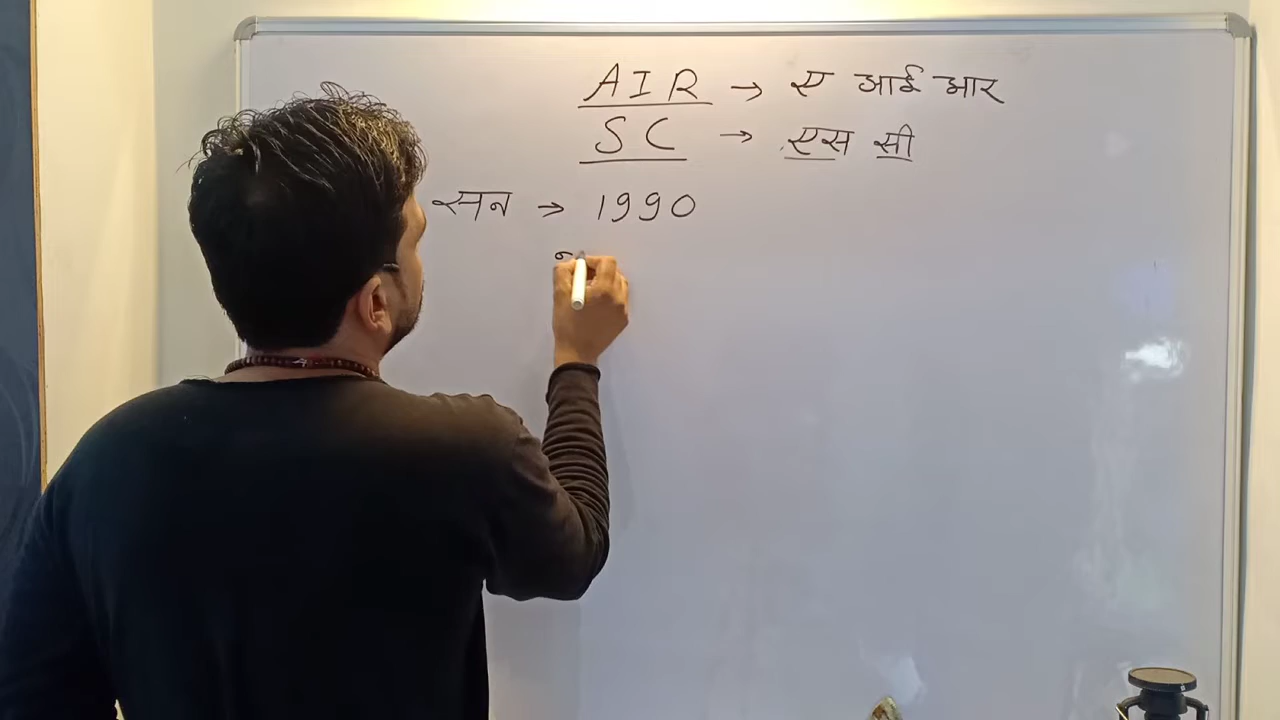 AIR → ए आई आर
SC → एस सी
सन → 1990